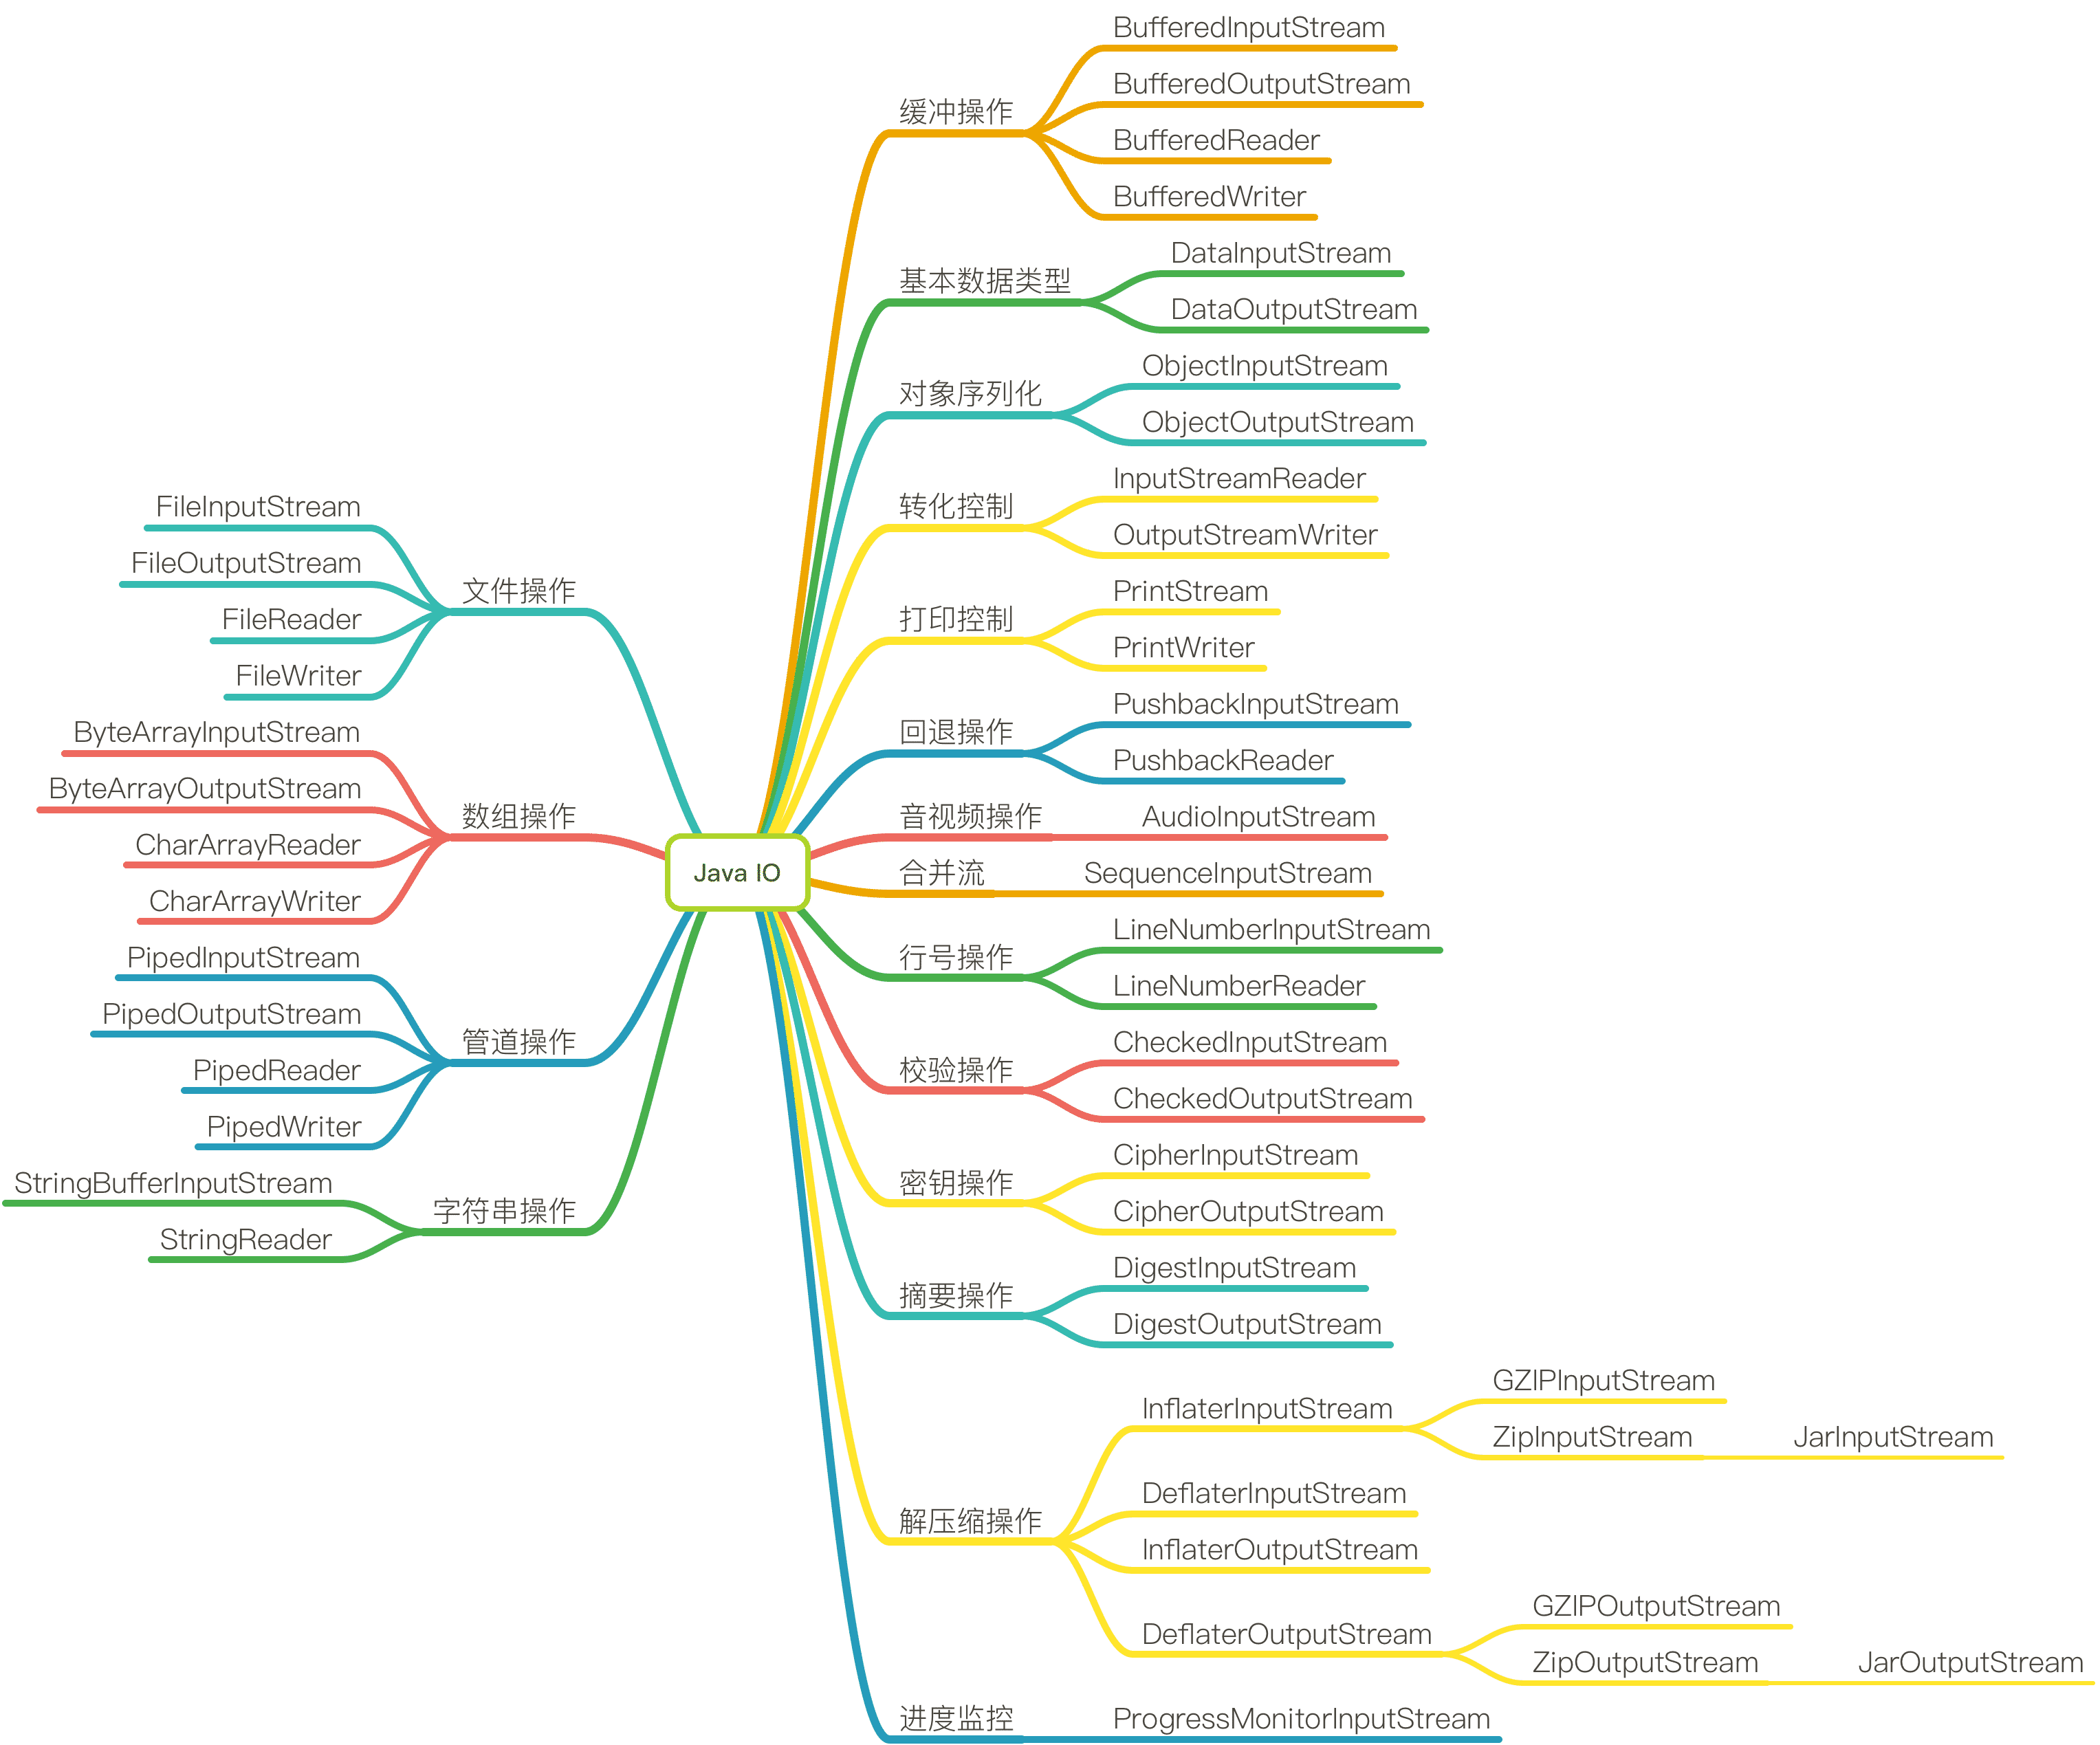 Java IO
文件操作
FileInputStream
FileOutputStream
FileReader
FileWriter
数组操作
ByteArrayInputStream
ByteArrayOutputStream
CharArrayReader
CharArrayWriter
管道操作
PipedInputStream
PipedOutputStream
PipedReader
PipedWriter
字符串操作
StringBufferInputStream
StringReader
缓冲操作
BufferedInputStream
BufferedOutputStream
BufferedReader
BufferedWriter
基本数据类型
DataInputStream
DataOutputStream
对象序列化
ObjectInputStream
ObjectOutputStream
转化控制
InputStreamReader
OutputStreamWriter
打印控制
PrintStream
PrintWriter
回退操作
PushbackInputStream
PushbackReader
音视频操作
AudioInputStream
合并流
SequenceInputStream
行号操作
LineNumberInputStream
LineNumberReader
校验操作
CheckedInputStream
CheckedOutputStream
密钥操作
CipherInputStream
CipherOutputStream
摘要操作
DigestInputStream
DigestOutputStream
解压缩操作
InflaterInputStream
GZIPInputStream
ZipInputStream
JarInputStream
DeflaterInputStream
InflaterOutputStream
DeflaterOutputStream
GZIPOutputStream
ZipOutputStream
JarOutputStream
进度监控
ProgressMonitorInputStream